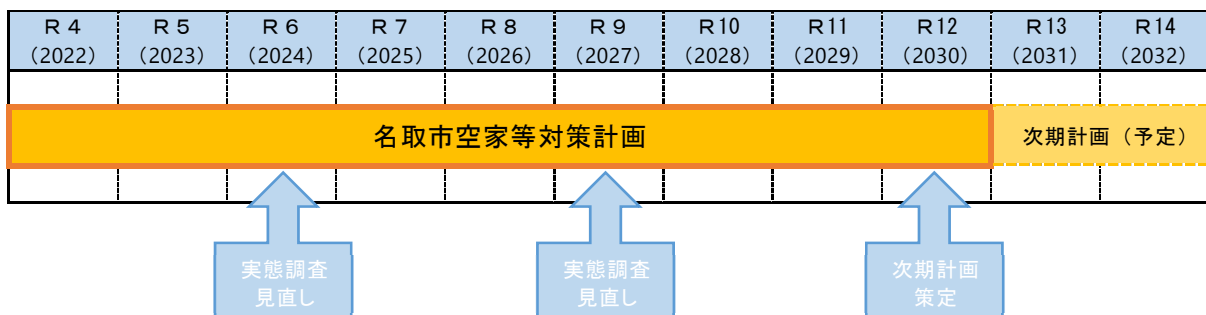 R4 R5 R6 R7 R8 R9 R10 R11 R12 R13 R14
(2022) (2023) (2024) (2025) (2026) (2027) (2028) (2029) (2030) (2031) (2032)
名取市空家等対策計画 次期計画（予定）
実態調査 実態調査 次期計画
見直し 見直し 策定